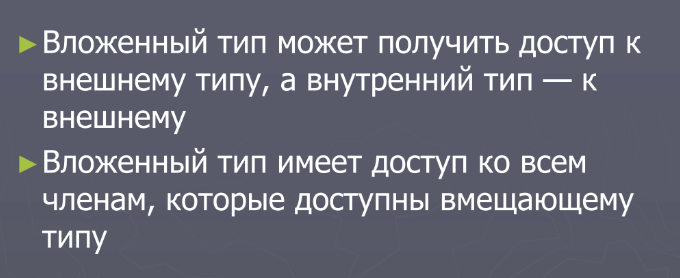 ►Вложенный тип может получить доступ к
внешнему типу, а внутренний тип — к
внешнему
►Вложенный тип имеет доступ ко всем
членам, которые доступны вмещающему
типу